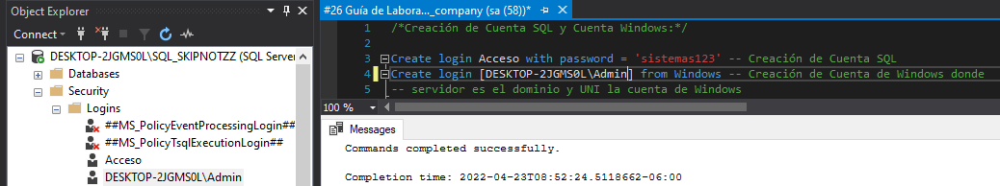 Object Explorer
Connect
DESKTOP-2JGMS0L\SQL_SKIPNOTZZ (SQL Server
Databases
Security
Logins
##MS_PolicyEventProcessingLogin##
##MS_PolicyTsqlExecutionLogin##
Acceso
DESKTOP-2JGMS0L\Admin
#26 Guía de Labora..._company (sa (58))*
1 /*Creación de Cuenta SQL y Cuenta Windows:*/
2
3 Create login Acceso with password = 'sistemas123' -- Creación de Cuenta SQL
4 Create login [DESKTOP-2JGMS0L\Admin] from Windows -- Creación de Cuenta de Windows donde
5 -- servidor es el dominio y UNI la cuenta de Windows
100 %
Messages
Commands completed successfully.
Completion time: 2022-04-23T08:52:24.5118662-06:00